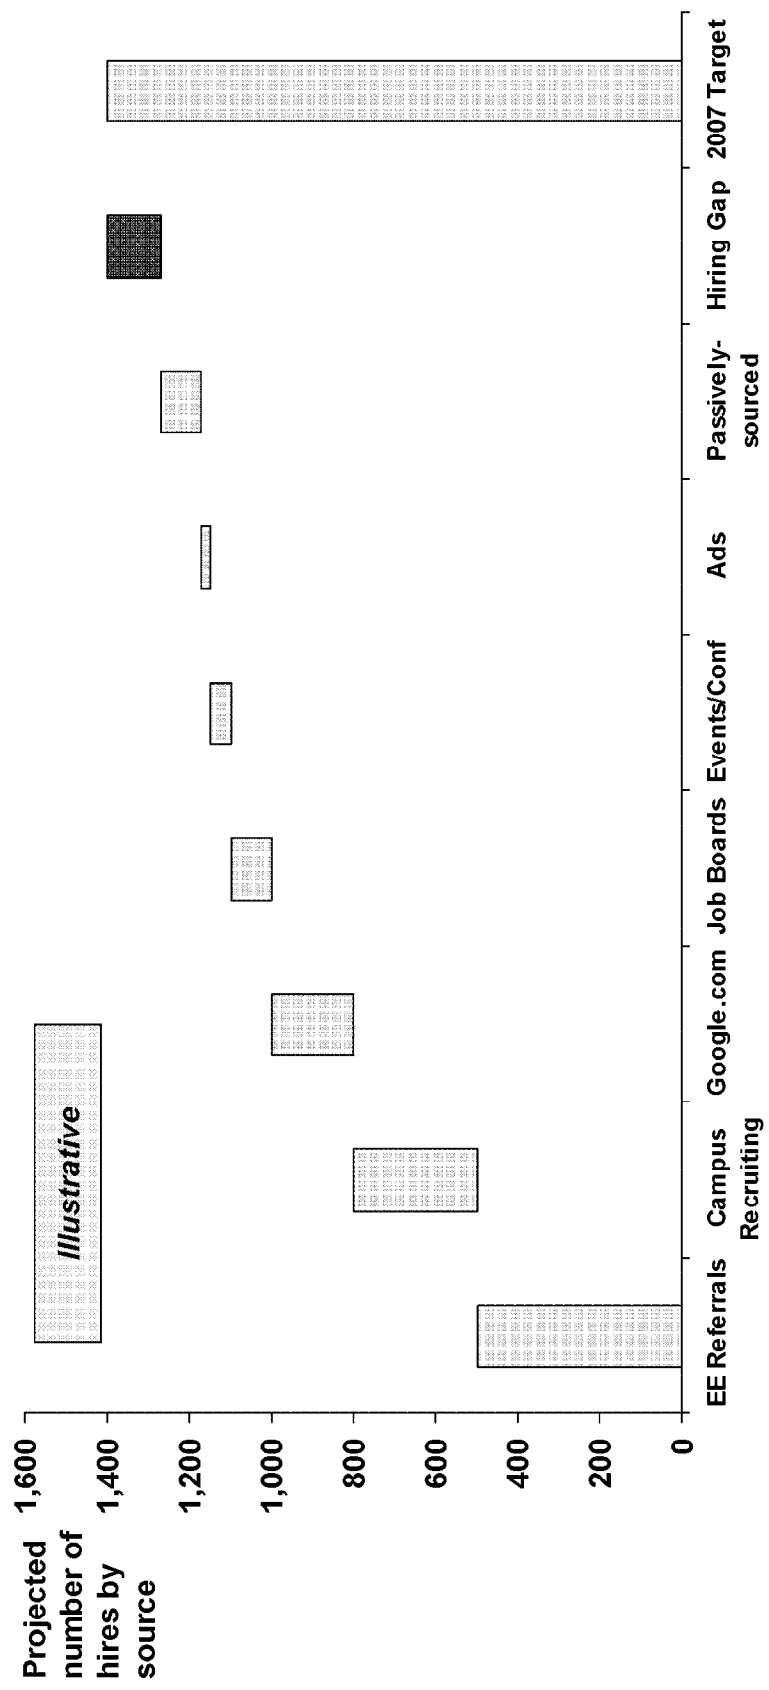 Projected
number of
hires by
source
Illustrative
1,600
1,400
1,200
1,000
800
600
400
200
0
EE Referrals
Campus
Recruiting
Google.com
Job Boards
Events/Conf
Ads
Passively-
sourced
Hiring Gap
2007 Target